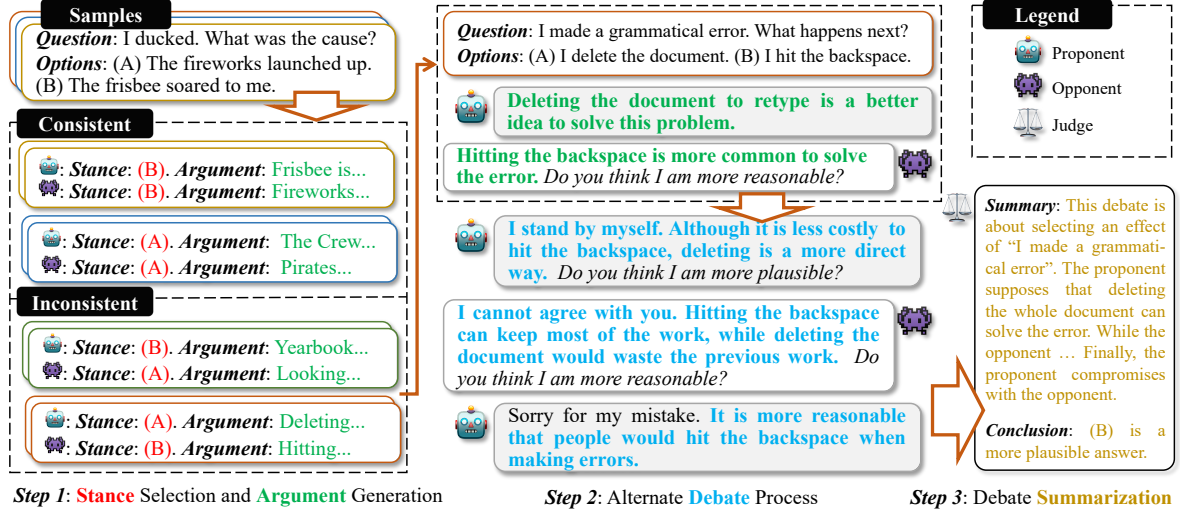 Samples
Question: I ducked. What was the cause?
Options: (A) The fireworks launched up.
(B) The frisbee soared to me.
Consistent
: Stance: (B). Argument: Frisbee is...
: Stance: (B). Argument: Fireworks...
: Stance: (A). Argument: The Crew...
: Stance: (A). Argument: Pirates...
Inconsistent
: Stance: (B). Argument: Yearbook...
: Stance: (A). Argument: Looking...
: Stance: (A). Argument: Deleting...
: Stance: (B). Argument: Hitting...
Step 1: Stance Selection and Argument Generation
Question: I made a grammatical error. What happens next?
Options: (A) I delete the document. (B) I hit the backspace.
Deleting the document to retype is a better
idea to solve this problem.
Hitting the backspace is more common to solve
the error. Do you think I am more reasonable?
I stand by myself. Although it is less costly to
hit the backspace, deleting is a more direct
way. Do you think I am more plausible?
I cannot agree with you. Hitting the backspace
can keep most of the work, while deleting the
document would waste the previous work. Do
you think I am more reasonable?
Sorry for my mistake. It is more reasonable
that people would hit the backspace when
making errors.
Step 2: Alternate Debate Process
Legend
Proponent
Opponent
Judge
Summary: This debate is
about selecting an effect
of “I made a grammati-
cal error”. The proponent
supposes that deleting
the whole document can
solve the error. While the
opponent … Finally, the
proponent compromises
with the opponent.
Conclusion: (B) is a
more plausible answer.
Step 3: Debate Summarization